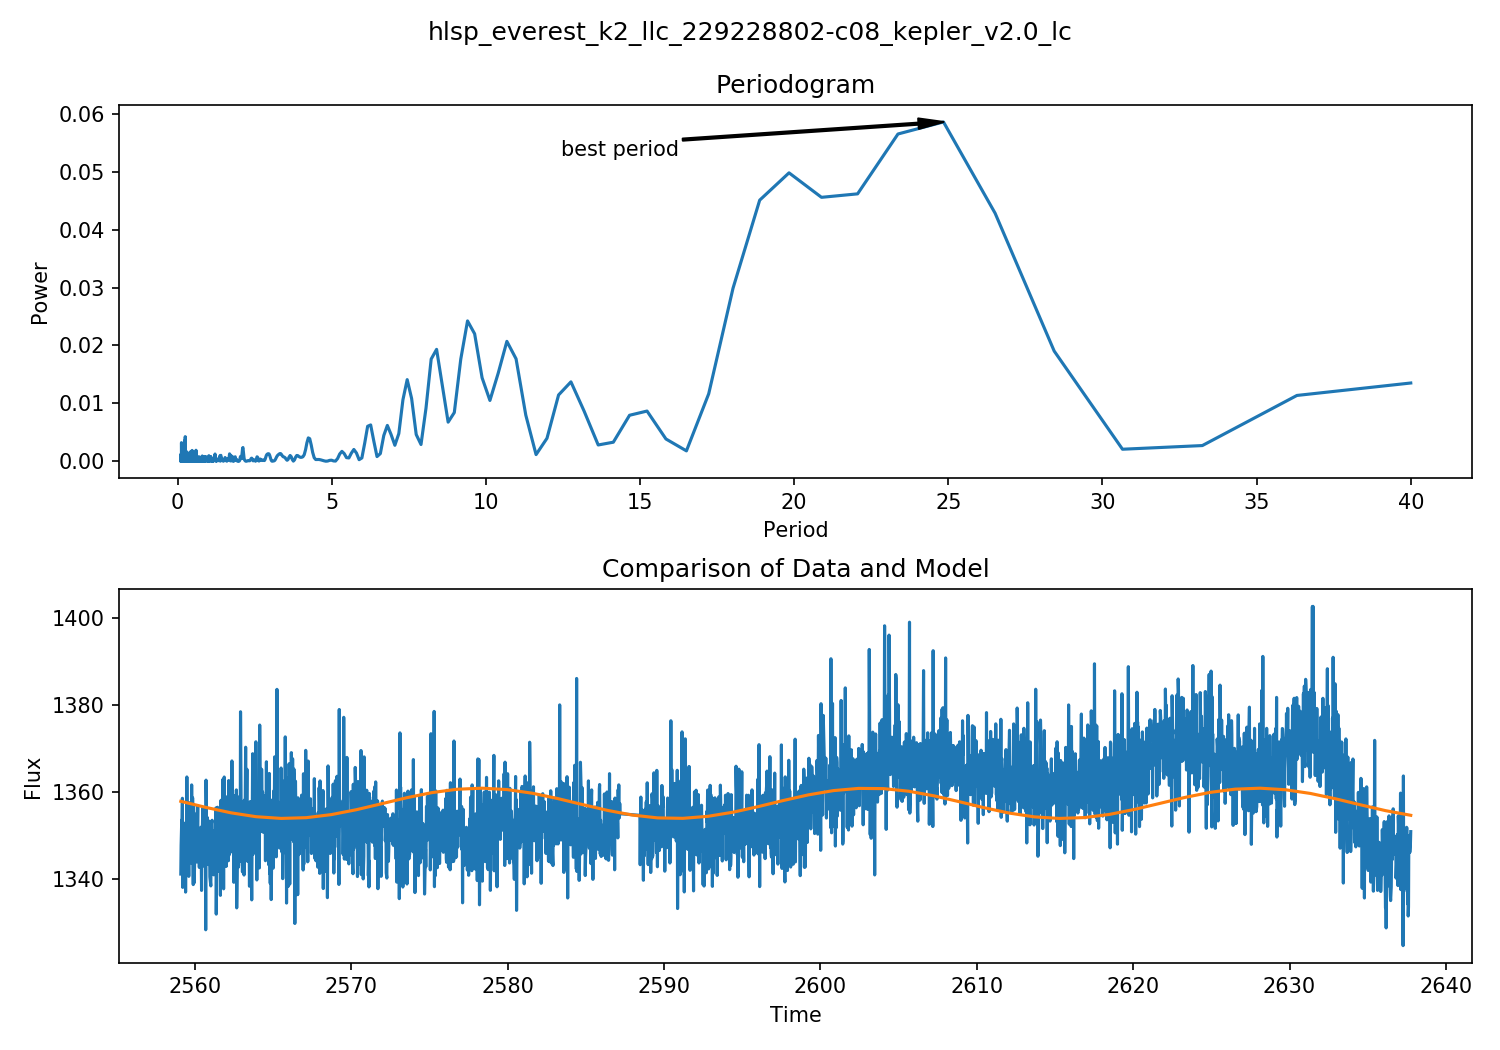 hlsp_everest_k2_llc_229228802-c08_kepler_v2.0_lc
Periodogram
0.06
0.05
0.04
0.03
0.02
0.01
0.00
Power
best period
0 5 10 15 20 25 30 35 40
Period
Comparison of Data and Model
1400
1380
1360
1340
Flux
2560 2570 2580 2590 2600 2610 2620 2630 2640
Time